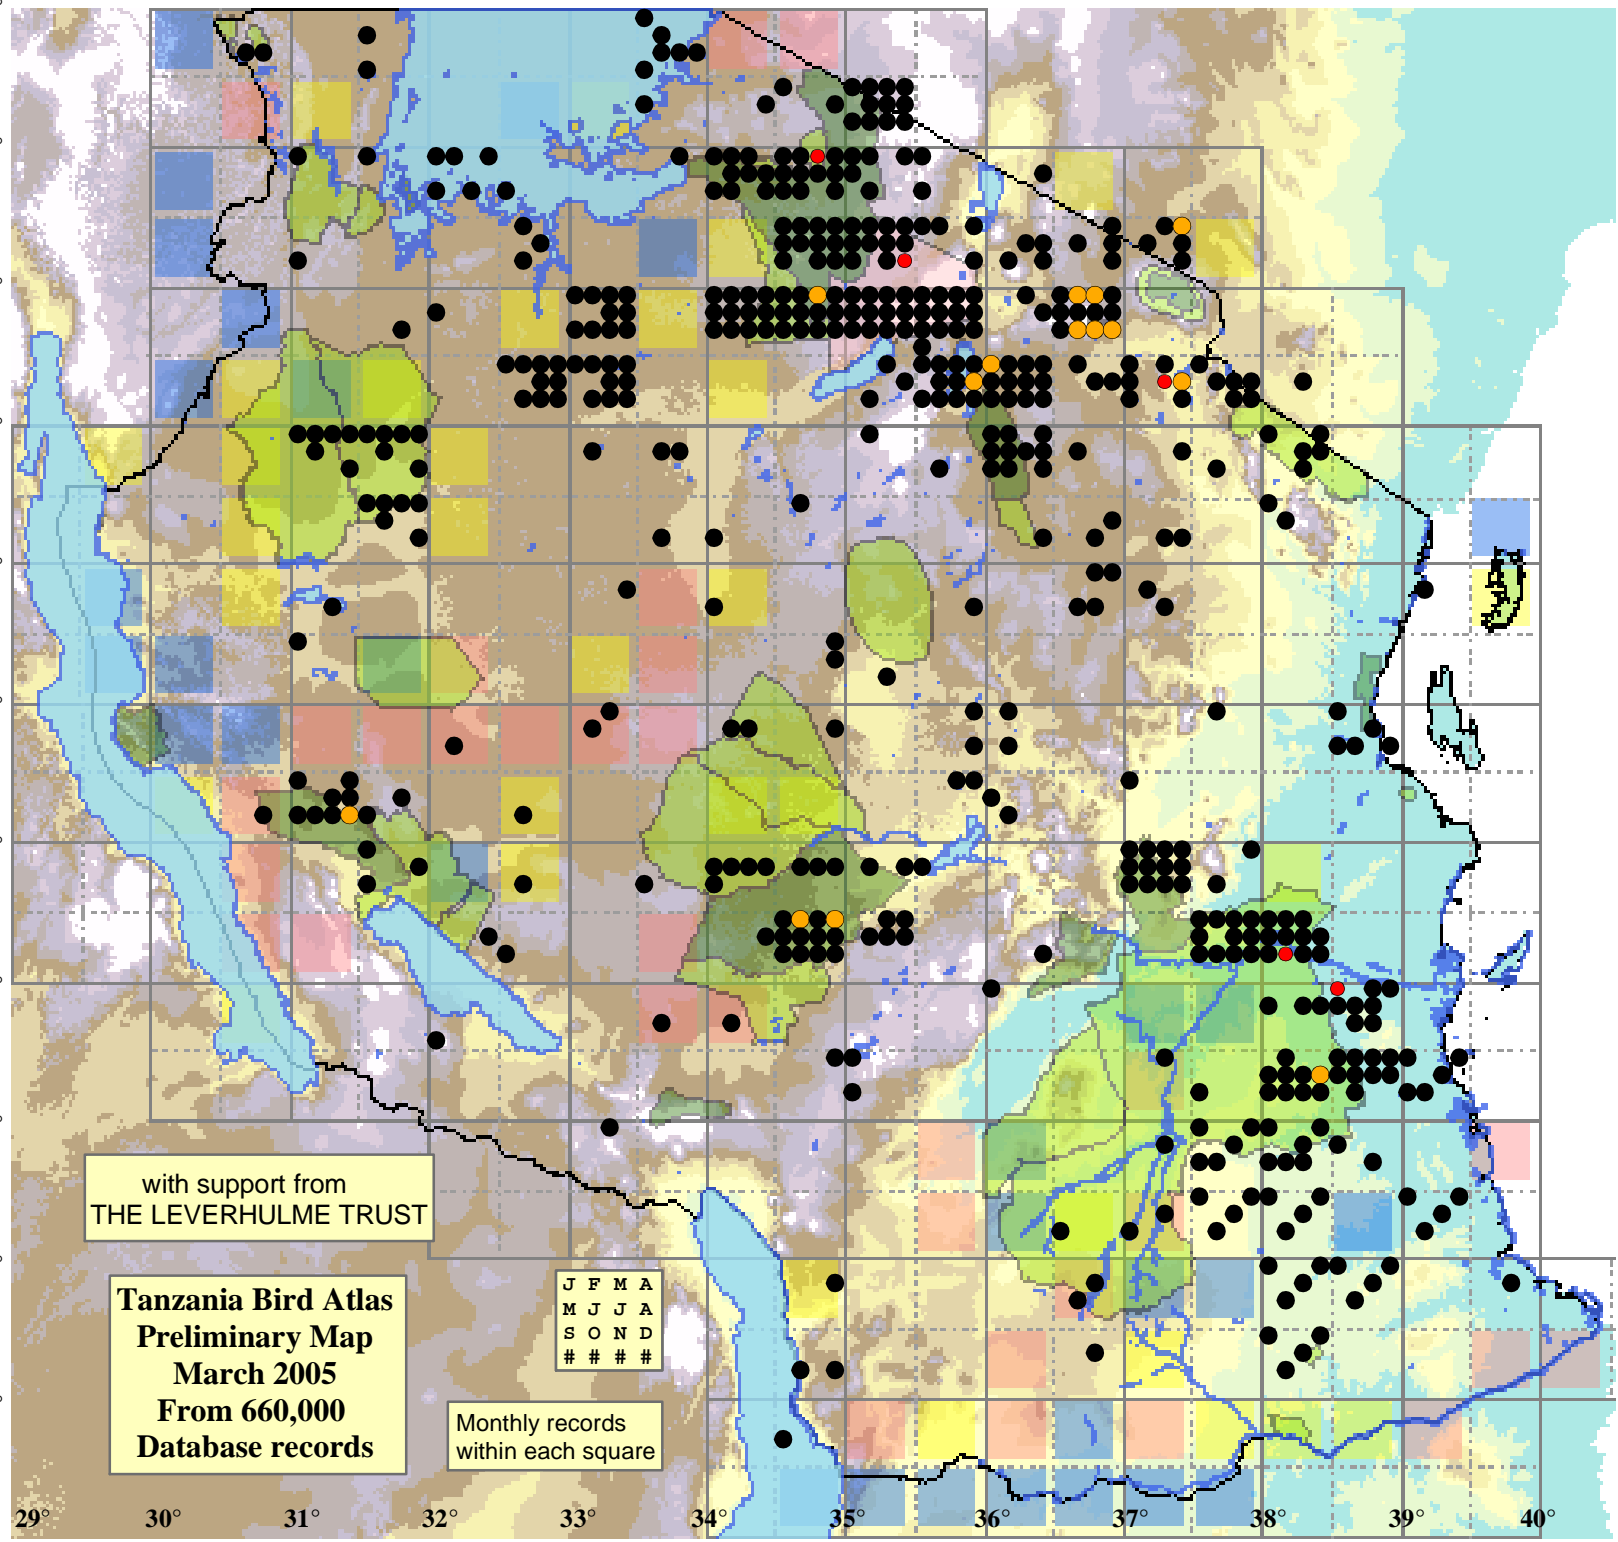 with support from
THE LEVERHULME TRUST
Tanzania Bird Atlas
Preliminary Map
March 2005
From 660,000
Database records
J F M A
M J J A
S O N D
# # # #
Monthly records
within each square
29° 30° 31° 32° 33° 34° 35° 36° 37° 38° 39° 40°